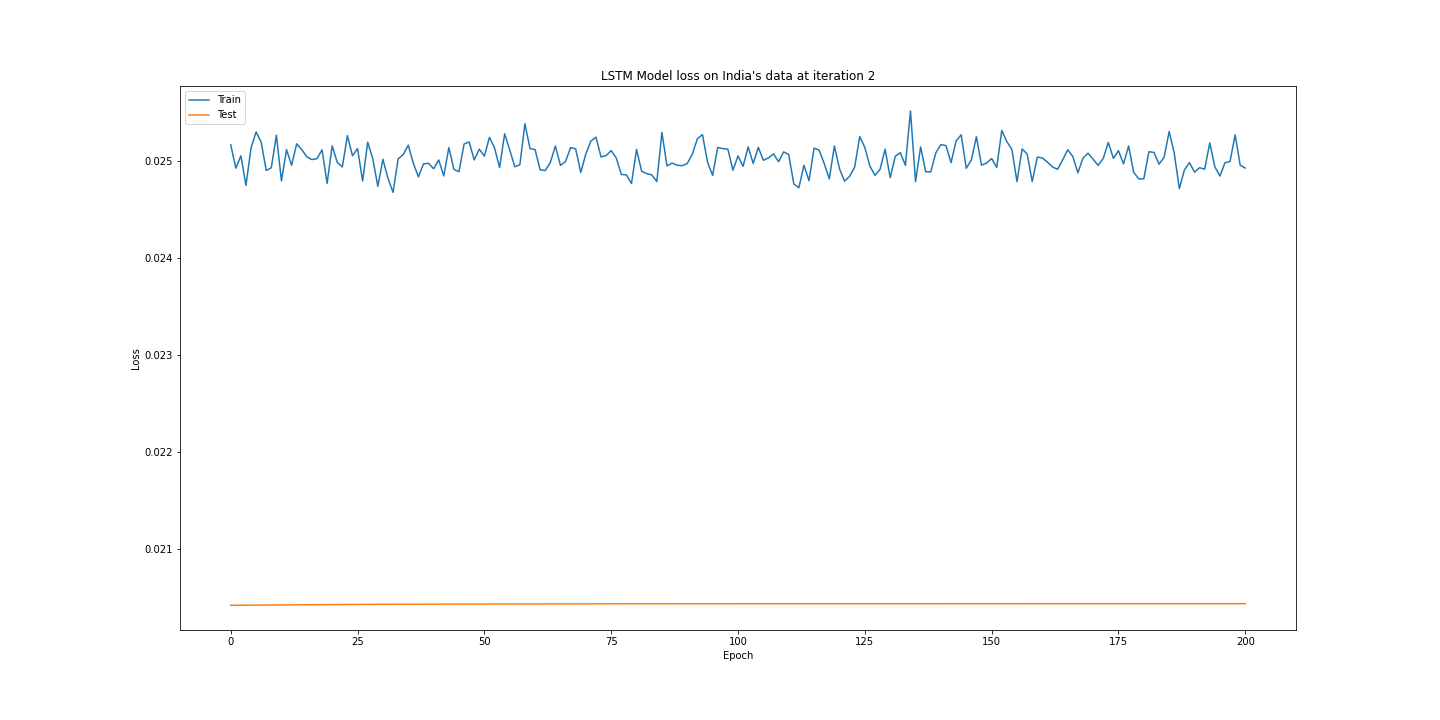 LSTM Model loss on India's data at iteration 2
Train
Test
0.025
0.024
0.023
0.022
0.021
Loss
0 25 50 75 100 125 150 175 200
Epoch